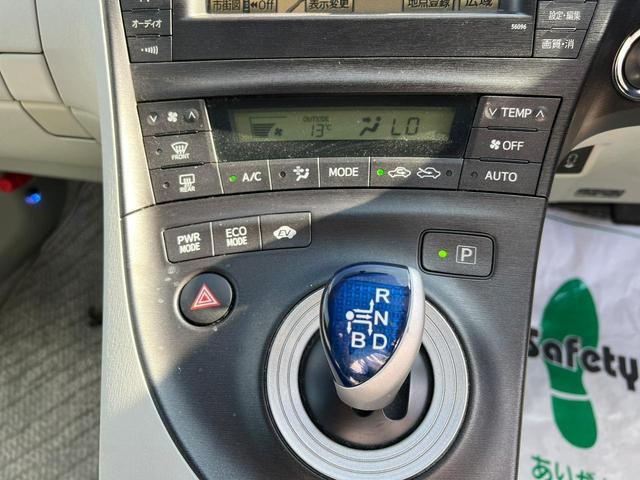 市街図 ◀◀Off 表示変更 地点登録 広域
オーディオ
設定・編集
56096
画質・消
OUTSIDE
13℃ LO
TEMP
FRONT
OFF
REAR
A/C
MODE
AUTO
PWR MODE
ECO MODE
EV
P
R
N
B D
Safety